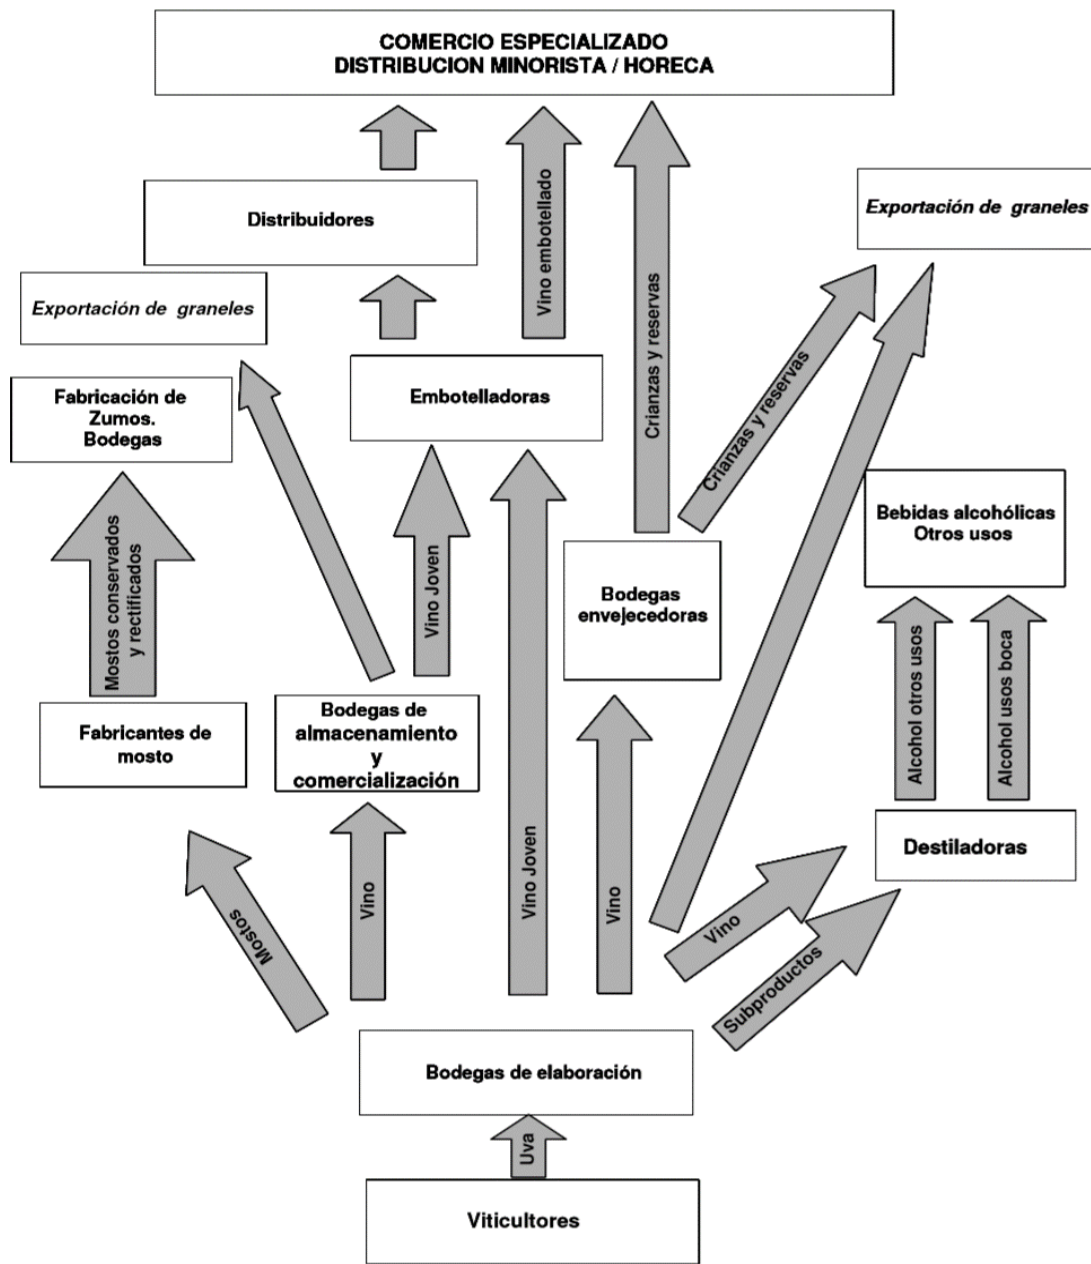 COMERCIO ESPECIALIZADO
DISTRIBUCION MINORISTA / HORECA
Distribuidores
Vino embotellado
Crianzas y reservas
Exportación de graneles
Exportación de graneles
Crianzas y reservas
Fabricación de
Zumos.
Bodegas
Embotelladoras
Bebidas alcohólicas
Otros usos
Mostos conservados
y rectificados
Vino Joven
Bodegas
envejecedoras
Alcohol otros usos
Alcohol usos boca
Fabricantes de
mosto
Bodegas de
almacenamiento
y
comercialización
Destiladoras
Mostos
Vino
Vino Joven
Vino
Vino
Subproductos
Bodegas de elaboración
Uva
Viticultores